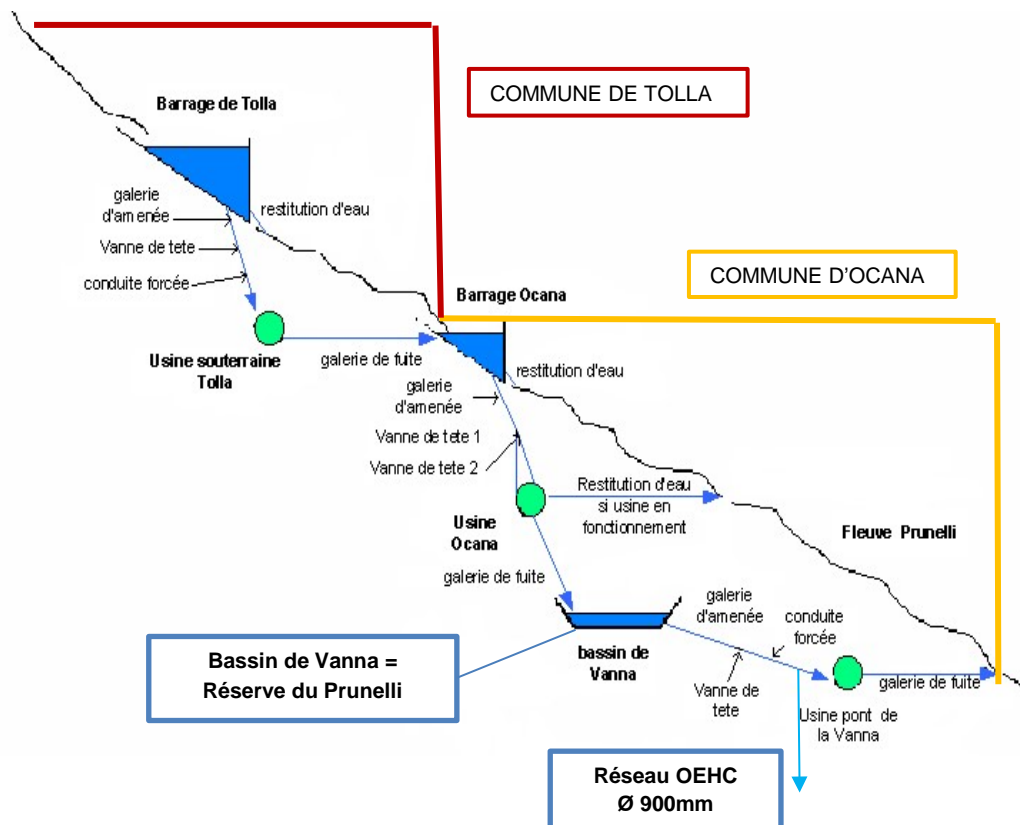 COMMUNE DE TOLLA
Barrage de Tolla
galerie
d'amenée
restitution d'eau
Vanne de tete
conduite forcée
COMMUNE D'OCANA
Barrage Ocana
Usine souterraine
Tolla
galerie de fuite
restitution d'eau
galerie
d'amenée
Vanne de tete 1
Vanne de tete 2
Restitution d'eau
si usine en
fonctionnement
Usine
Ocana
Fleuve Prunelli
galerie de fuite
galerie
d'amenée
conduite
forcée
Bassin de Vanna =
Réserve du Prunelli
bassin de
Vanna
Vanne de
tete
galerie de fuite
Usine pont de
la Vanna
Réseau OEHC
Ø 900mm